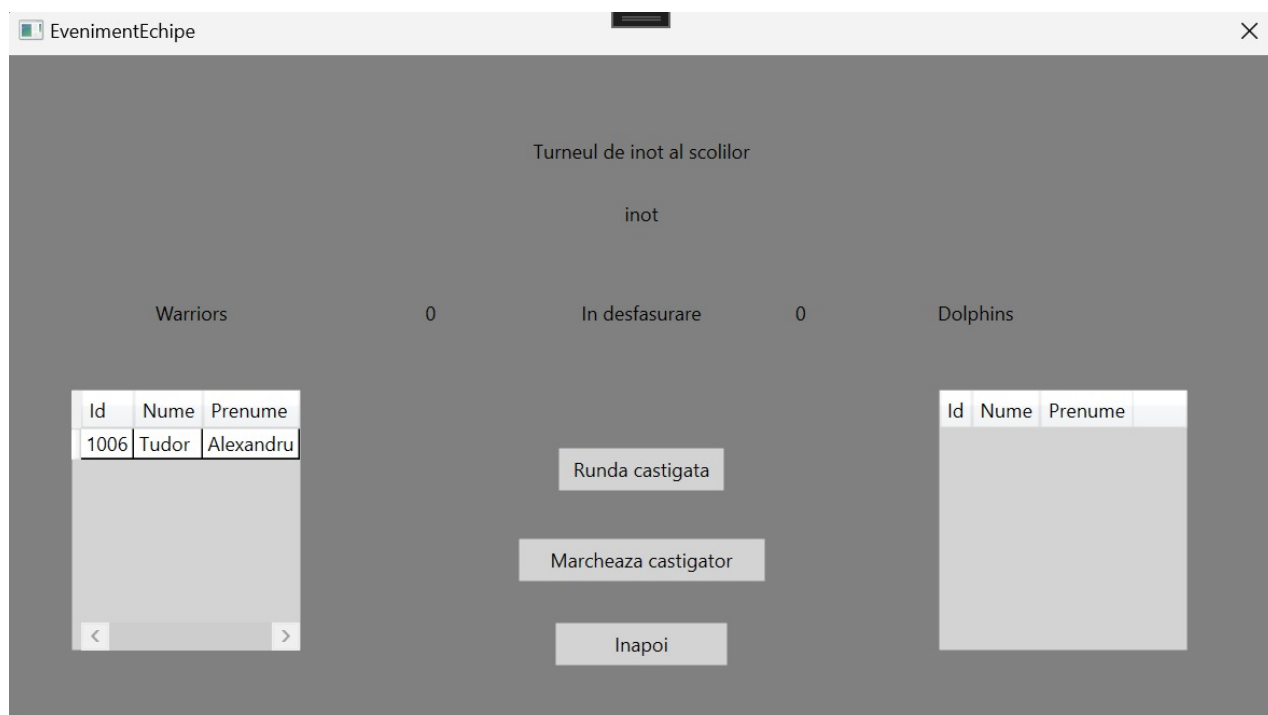 EvenimentEchipe
Turneul de inot al scolilor
inot
Warriors 0 In desfasurare 0 Dolphins
Id Nume Prenume
1006 Tudor Alexandru
Id Nume Prenume
Runda castigata
Marcheaza castigator
Inapoi